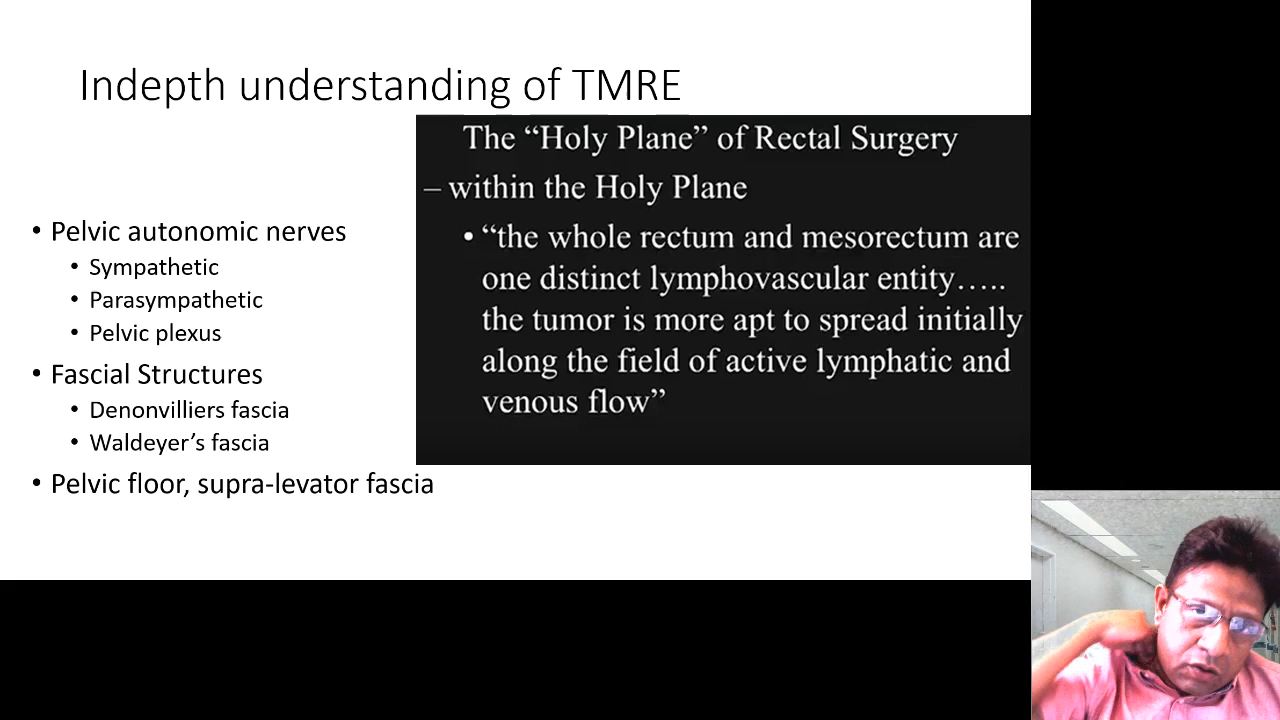 Indepth understanding of TMRE
• Pelvic autonomic nerves
• Sympathetic
• Parasympathetic
• Pelvic plexus
• Fascial Structures
• Denonvilliers fascia
• Waldeyer’s fascia
• Pelvic floor, supra-levator fascia
The “Holy Plane” of Rectal Surgery
– within the Holy Plane
• “the whole rectum and mesorectum are
one distinct lymphovascular entity…..
the tumor is more apt to spread initially
along the field of active lymphatic and
venous flow”